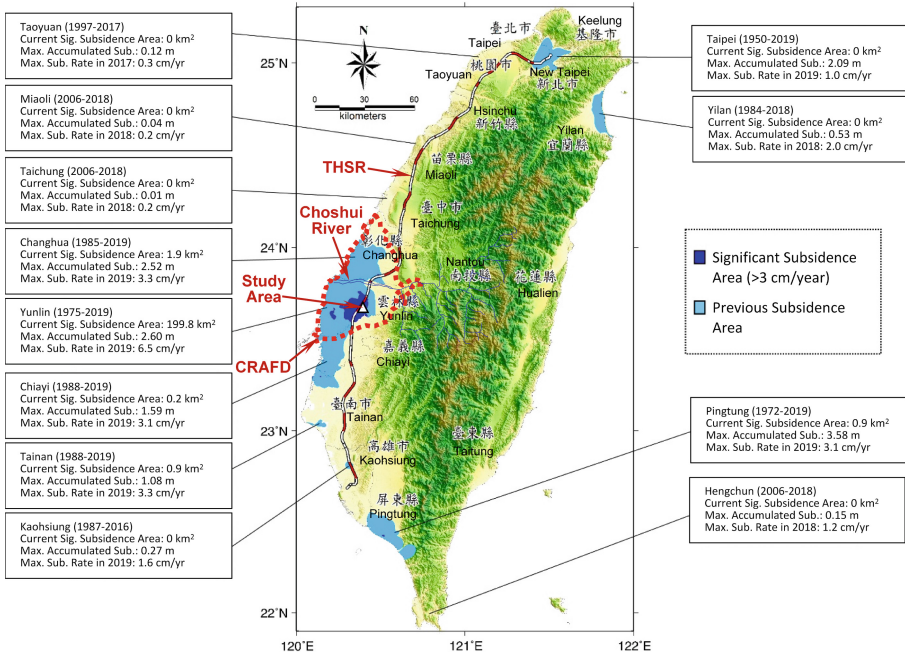 Taoyuan (1997-2017)
Current Sig. Subsidence Area: 0 km²
Max. Accumulated Sub.: 0.12 m
Max. Sub Rate in 2017: 0.3 cm/yr
Miaoli (2006-2018)
Current Sig. Subsidence Area: 0 km²
Max. Accumulated Sub.: 0.04 m
Max. Sub. Rate in 2018: 0.2 cm/yr
Taichung (2006-2018)
Current Sig. Subsidence Area: 0 km²
Max. Accumulated Sub.: 0.01 m
Max. Sub. Rate in 2018: 0.2 cm/yr
Changhua (1985-2019)
Current Sig. Subsidence Area: 1.9 km²
Max. Accumulated Sub.: 2.52 m
Max. Sub. Rate in 2019: 3.3 cm/yr
Yunlin (1975-2019)
Current Sig. Subsidence Area: 199.8 km²
Max. Accumulated Sub.: 2.60 m
Max. Sub. Rate in 2019: 6.5 cm/yr
Chiayi (1988-2019)
Current Sig. Subsidence Area: 0.2 km²
Max. Accumulated Sub.: 1.59 m
Max. Sub. Rate in 2019: 3.1 cm/yr
Tainan (1988-2019)
Current Sig. Subsidence Area: 0.9 km²
Max. Accumulated Sub.: 1.08 m
Max. Sub. Rate in 2019: 3.3 cm/yr
Kaohsiung (1987-2016)
Current Sig. Subsidence Area: 0 km²
Max. Accumulated Sub.: 0.27 m
Max. Sub. Rate in 2019: 1.6 cm/yr
25°N
24°N
23°N
22°N
120°E
121°E
122°E
N
0 30 60
kilometers
臺北市
Taipei
Keelung
基隆市
桃園市
Taoyuan
New Taipei
新北市
Hsinchu
新竹縣
Yilan
宜蘭縣
苗栗縣
Miaoli
THSR
臺中市
Taichung
Choshui
River
彰化縣
Changhua
Nantou
南投縣
花蓮縣
Hualien
Study
Area
雲林縣
Yunlin
CRAFD
嘉義縣
Chiayi
臺南市
Tainan
高雄市
Kaohsiung
臺東縣
Taitung
屏東縣
Pingtung
Taipei (1950-2019)
Current Sig. Subsidence Area: 0 km²
Max. Accumulated Sub.: 2.09 m
Max. Sub Rate in 2019: 1.0 cm/yr
Yilan (1984-2018)
Current Sig. Subsidence Area: 0 km²
Max. Accumulated Sub.: 0.53 m
Max. Sub. Rate in 2018: 2.0 cm/yr
Significant Subsidence
Area (>3 cm/year)
Previous Subsidence
Area
Pingtung (1972-2019)
Current Sig. Subsidence Area: 0.9 km²
Max. Accumulated Sub.: 3.58 m
Max. Sub. Rate in 2019: 3.1 cm/yr
Hengchun (2006-2018)
Current Sig. Subsidence Area: 0 km²
Max. Accumulated Sub.: 0.15 m
Max. Sub. Rate in 2018: 1.2 cm/yr